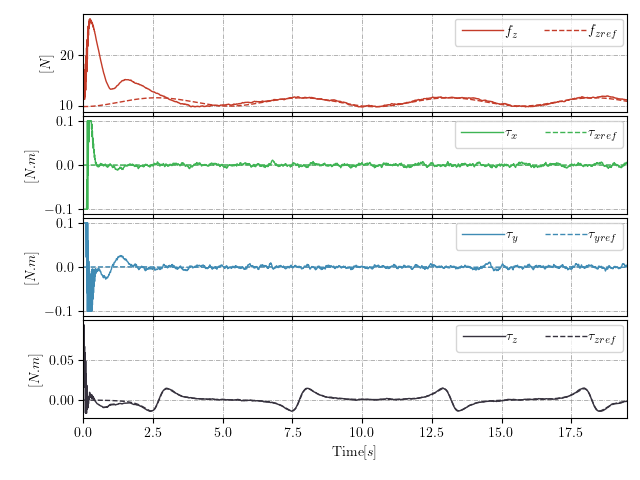 [N]
20
10
f_z f_zref
[N.m]
0.1
0.0
−0.1
τ_x τ_xref
[N.m]
0.1
0.0
−0.1
τ_y τ_yref
[N.m]
0.05
0.00
τ_z τ_zref
0.0 2.5 5.0 7.5 10.0 12.5 15.0 17.5
Time[s]